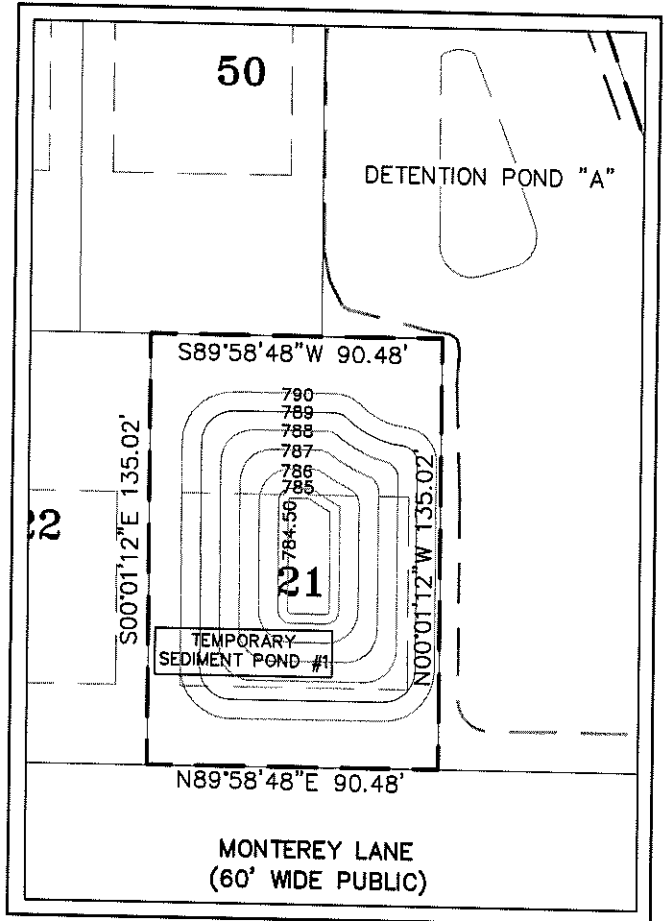 50
DETENTION POND "A"
S89°58'48"W 90.48'
790
789
788
787
786
785
784.50
S00°01'12"E 135.02'
N00°01'12"W 135.02'
22
21
TEMPORARY
SEDIMENT POND #1
N89°58'48"E 90.48'
MONTEREY LANE
(60' WIDE PUBLIC)